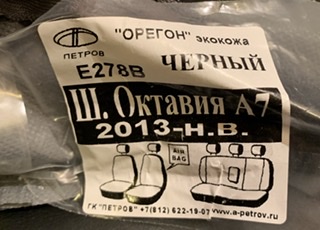 "ОРЕГОН" экокожа
ПЕТРОВ
Е278В ЧЕРНЫЙ
Ш. Октавия А7
2013-Н.В.
AIR BAG
ГК "ПЕТРОВ" +7(812) 622-19-07 www.a-petrov.ru